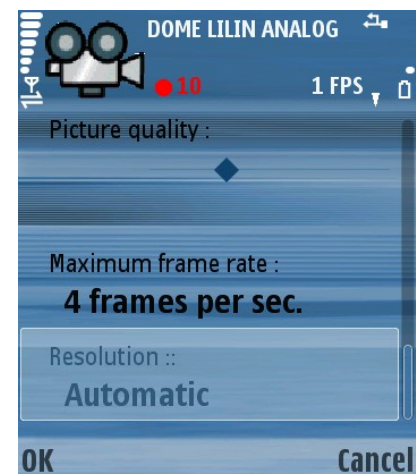 DOME LILIN ANALOG
10
1 FPS
Picture quality :
Maximum frame rate :
4 frames per sec.
Resolution ::
Automatic
OK
Cancel